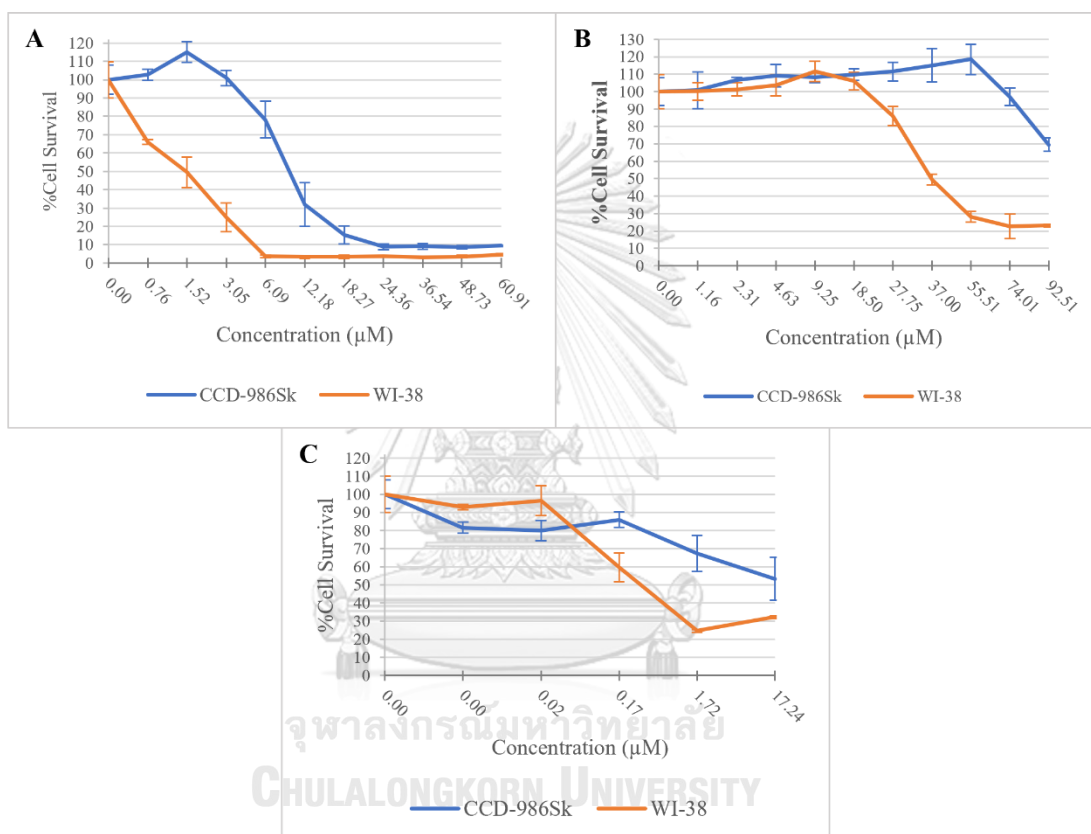 A
%Cell Survival
120
110
100
90
80
70
60
50
40
30
20
10
0
0.00 0.76 1.52 3.05 6.09 12.18 18.27 24.36 36.54 48.73 60.91
Concentration (µM)
CCD-986Sk WI-38
B
%Cell Survival
130
120
110
100
90
80
70
60
50
40
30
20
10
0
0.00 1.16 2.31 4.63 9.25 18.50 27.75 37.00 55.51 74.01 92.51
Concentration (µM)
CCD-986Sk WI-38
C
%Cell Survival
120
110
100
90
80
70
60
50
40
30
20
10
0
0.00 0.00 0.02 0.17 1.72 17.24
Concentration (µM)
จุฬาลงกรณ์มหาวิทยาลัย
CHULALONGKORN UNIVERSITY
CCD-986Sk WI-38